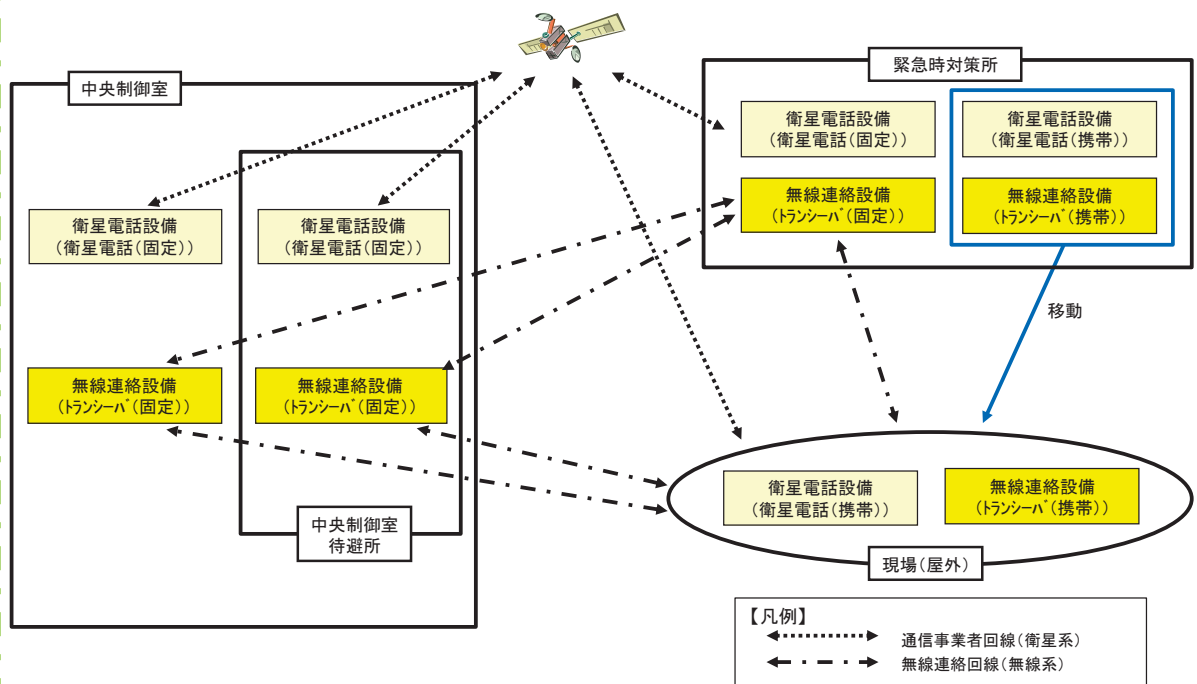 中央制御室
衛星電話設備
（衛星電話（固定））
無線連絡設備
（トランシーバ（固定））
衛星電話設備
（衛星電話（固定））
無線連絡設備
（トランシーバ（固定））
中央制御室
待避所
緊急時対策所
衛星電話設備
（衛星電話（固定））
衛星電話設備
（衛星電話（携帯））
無線連絡設備
（トランシーバ（固定））
無線連絡設備
（トランシーバ（携帯））
移動
衛星電話設備
（衛星電話（携帯））
無線連絡設備
（トランシーバ（携帯））
現場（屋外）
【凡例】
通信事業者回線（衛星系）
無線連絡回線（無線系）